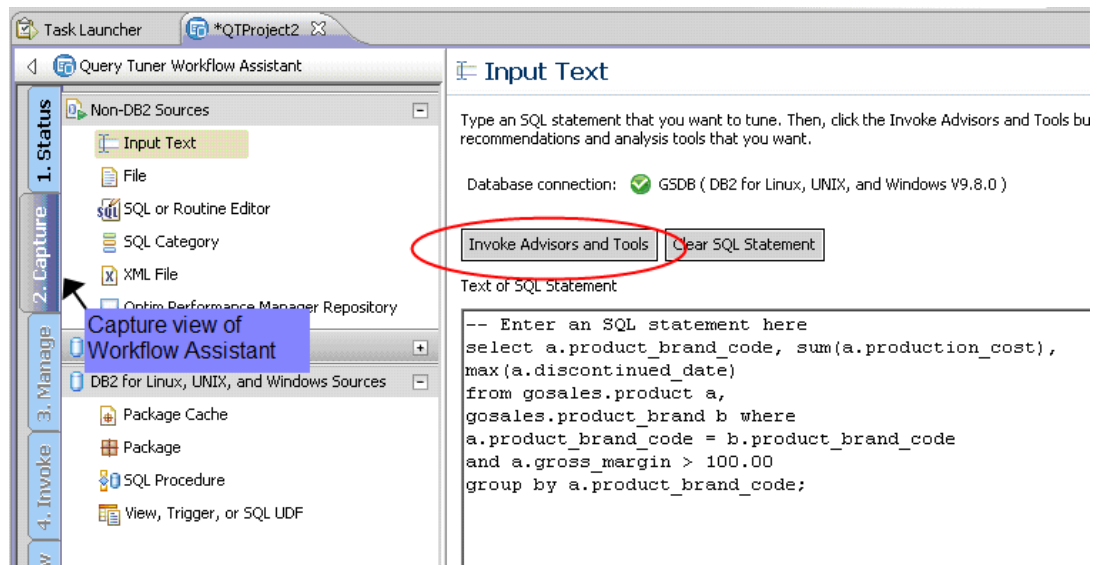 Task Launcher
*QTProject2
Query Tuner Workflow Assistant
1. Status
2. Capture
3. Manage
4. Invoke
Non-DB2 Sources
Input Text
File
SQL or Routine Editor
SQL Category
XML File
Optim Performance Manager Repository
Capture view of
Workflow Assistant
DB2 for Linux, UNIX, and Windows Sources
Package Cache
Package
SQL Procedure
View, Trigger, or SQL UDF
Input Text
Type an SQL statement that you want to tune. Then, click the Invoke Advisors and Tools bu
recommendations and analysis tools that you want.
Database connection: GSDB ( DB2 for Linux, UNIX, and Windows V9.8.0 )
Invoke Advisors and Tools
Clear SQL Statement
Text of SQL Statement
-- Enter an SQL statement here
select a.product_brand_code, sum(a.production_cost),
max(a.discontinued_date)
from gosales.product a,
gosales.product_brand b where
a.product_brand_code = b.product_brand_code
and a.gross_margin > 100.00
group by a.product_brand_code;